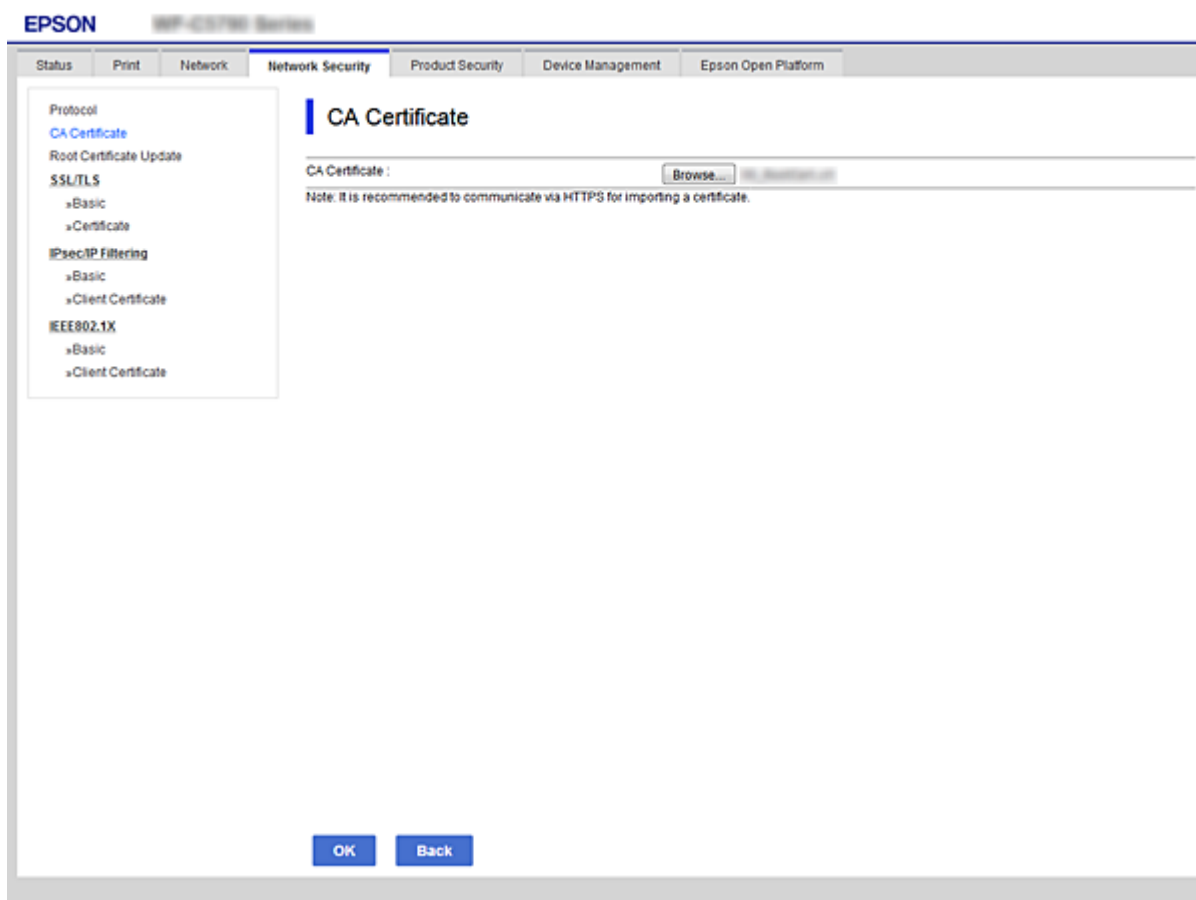 EPSON
Status Print Network Network Security Product Security Device Management Epson Open Platform
Protocol
CA Certificate
Root Certificate Update
SSL/TLS
»Basic
»Certificate
IPsec/IP Filtering
»Basic
»Client Certificate
IEEE802.1X
»Basic
»Client Certificate
CA Certificate
CA Certificate :
Browse...
Note: It is recommended to communicate via HTTPS for importing a certificate.
OK Back